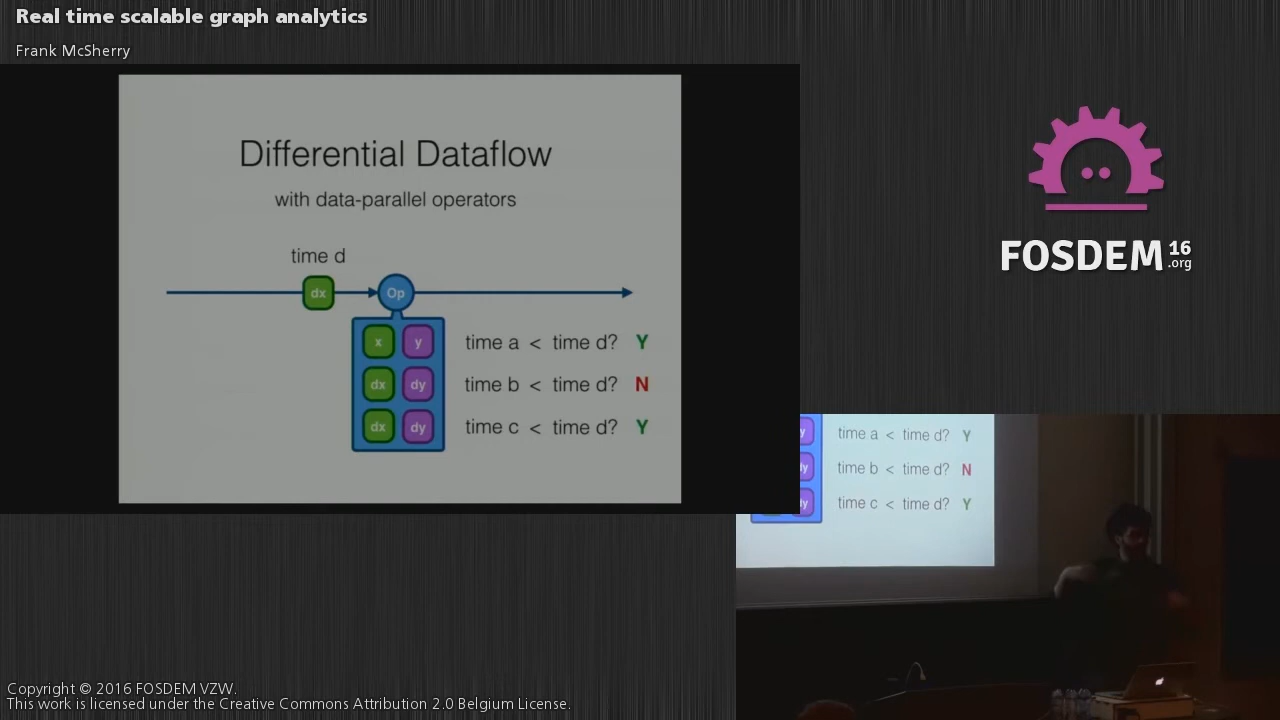 Real time scalable graph analytics
Frank McSherry
Differential Dataflow
with data-parallel operators
time d
dx
Op
x y time a < time d? Y
dx dy time b < time d? N
dx dy time c < time d? Y
FOSDEM 16 .org
y time a < time d? Y
dy time b < time d? N
dy time c < time d? Y
Copyright © 2016 FOSDEM VZW.
This work is licensed under the Creative Commons Attribution 2.0 Belgium License.